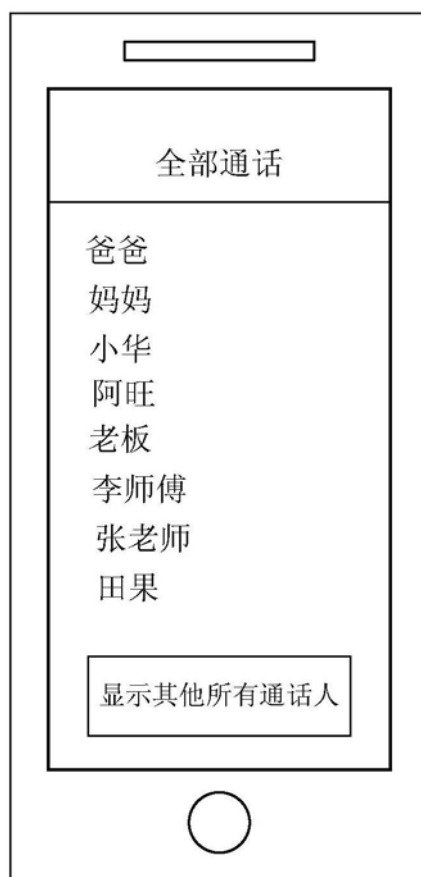 全部通话
爸爸
妈妈
小华
阿旺
老板
李师傅
张老师
田果
显示其他所有通话人